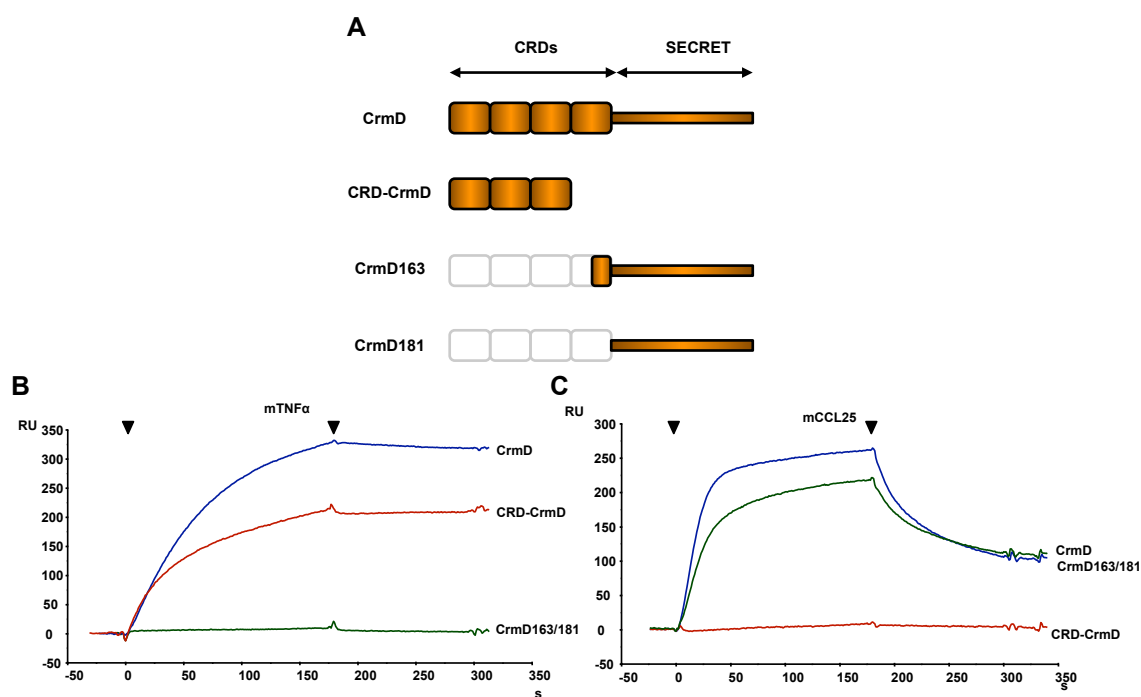 A
CRDs SECRET
CrmD
CRD-CrmD
CrmD163
CrmD181
B
mTNFα
RU
350
300
250
200
150
100
50
0
-50
-50 0 50 100 150 200 250 300 350
s
CrmD
CRD-CrmD
CrmD163/181
C
mCCL25
RU
300
250
200
150
100
50
0
-50
-50 0 50 100 150 200 250 300 350
s
CrmD
CrmD163/181
CRD-CrmD